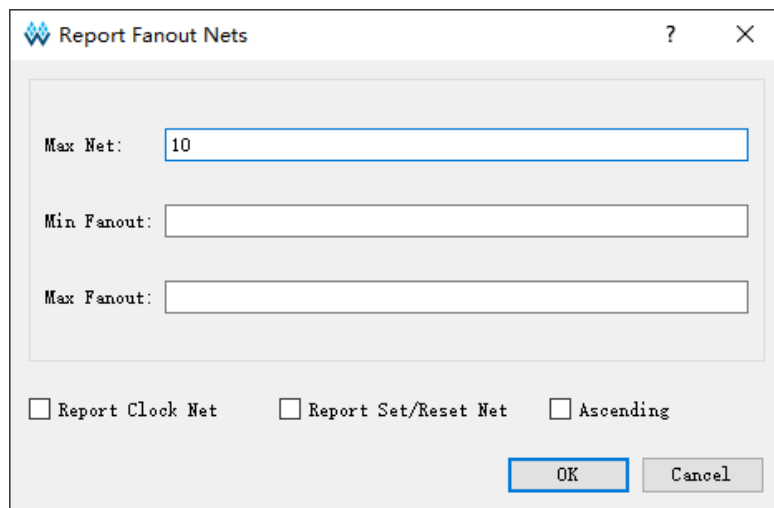 Report Fanout Nets ?
Max Net: 10
Min Fanout:
Max Fanout:
Report Clock Net Report Set/Reset Net Ascending
OK Cancel